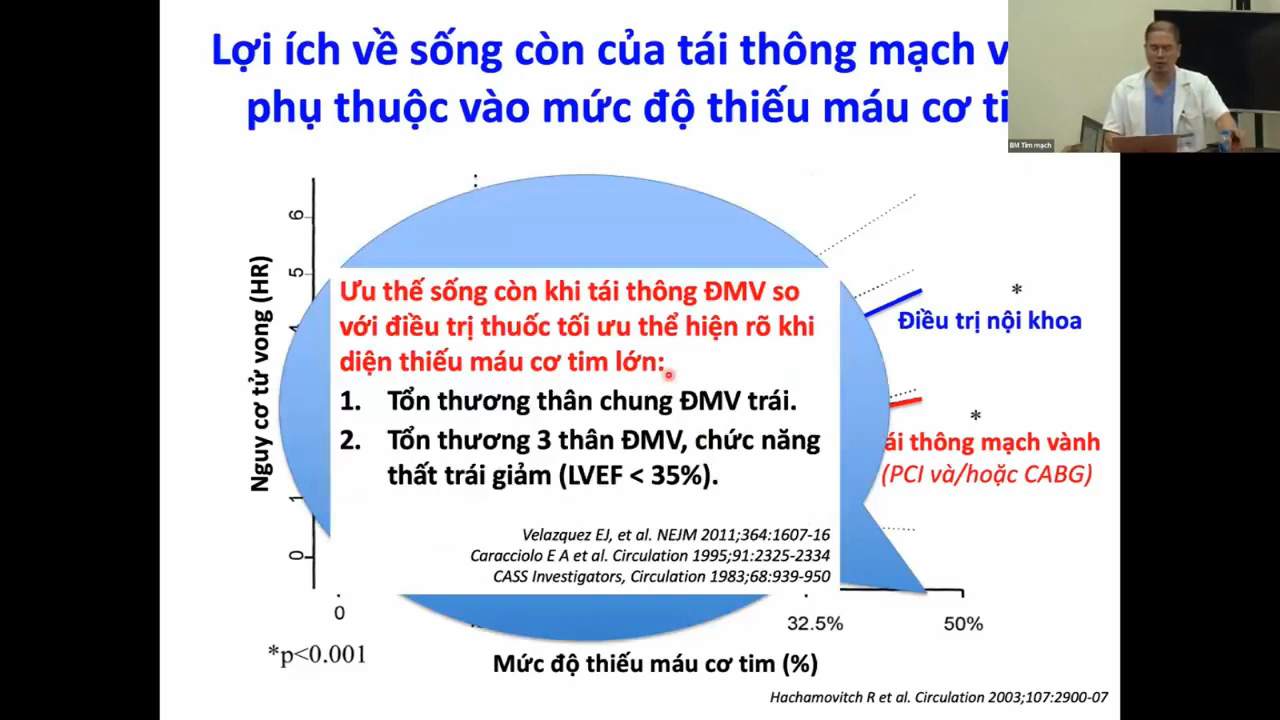 Lợi ích về sống còn của tái thông mạch v
phụ thuộc vào mức độ thiếu máu cơ ti
BM Tim mạch
6
5
1
0
Nguy cơ tử vong (HR)
Ưu thế sống còn khi tái thông ĐMV so
với điều trị thuốc tối ưu thể hiện rõ khi
diện thiếu máu cơ tim lớn:
1. Tổn thương thân chung ĐMV trái.
2. Tổn thương 3 thân ĐMV, chức năng
thất trái giảm (LVEF < 35%).
Velazquez EJ, et al. NEJM 2011;364:1607-16
Caracciolo E A et al. Circulation 1995;91:2325-2334
CASS Investigators, Circulation 1983;68:939-950
*
Điều trị nội khoa
*
ái thông mạch vành
(PCI và/hoặc CABG)
0
32.5%
50%
*p<0.001
Mức độ thiếu máu cơ tim (%)
Hachamovitch R et al. Circulation 2003;107:2900-07